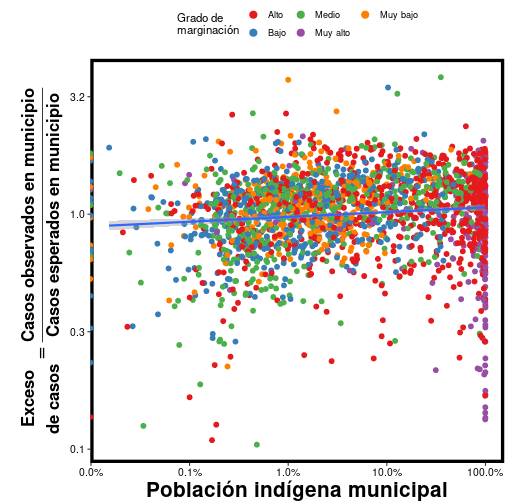 Grado de
marginación
Alto
Medio
Muy bajo
Bajo
Muy alto
Exceso
de casos
=
Casos observados en municipio
Casos esperados en municipio
3.2
1.0
0.3
0.1
0.0%
0.1%
1.0%
10.0%
100.0%
Población indígena municipal